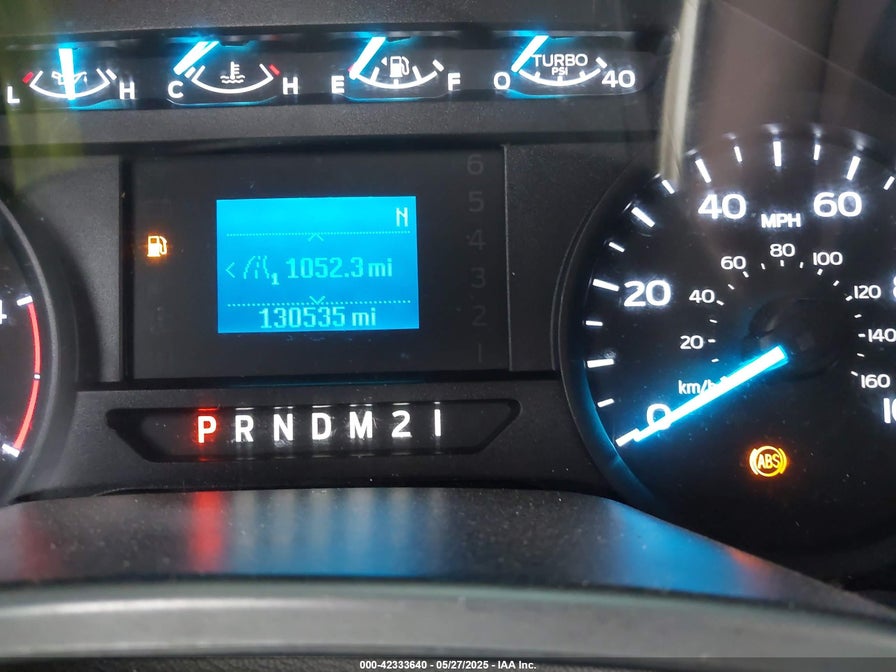 L H C H E F 0 TURBO PSI 40
6
5
4
3
2
1
N
1 1052.3 mi
130535 mi
P R N D M 2 1
0 20 40 60
MPH
20 40 60 80 100 120 140 160
km/h
ABS
000-42333640 - 05/27/2025 - IAA Inc.